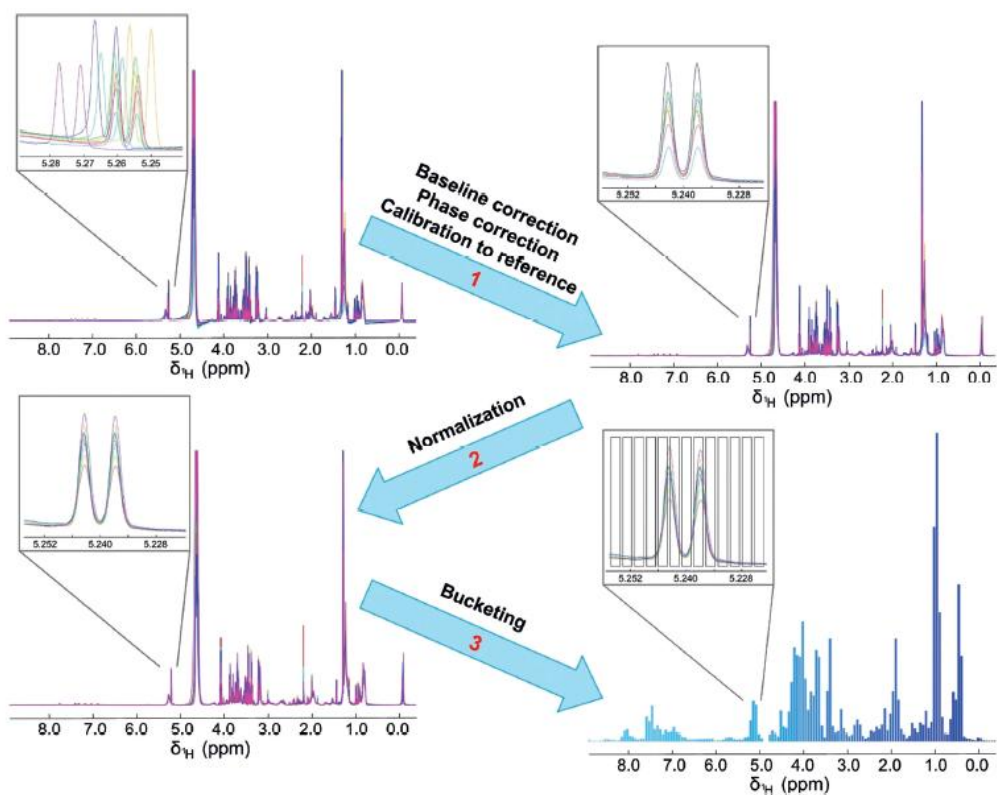 5.28 5.27 5.26 5.25
8.0 7.0 6.0 5.0 4.0 3.0 2.0 1.0 0.0
δ¹H (ppm)
Baseline correction
Phase correction
Calibration to reference
1
5.252 5.240 5.228
8.0 7.0 6.0 5.0 4.0 3.0 2.0 1.0 0.0
δ¹H (ppm)
Normalization
2
5.252 5.240 5.228
8.0 7.0 6.0 5.0 4.0 3.0 2.0 1.0 0.0
δ¹H (ppm)
Bucketing
3
5.252 5.240 5.228
8.0 7.0 6.0 5.0 4.0 3.0 2.0 1.0 0.0
δ¹H (ppm)